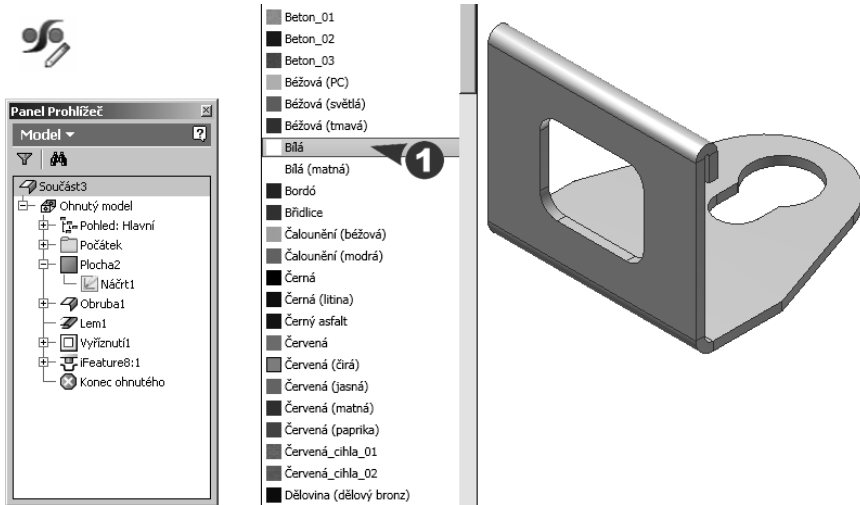 Panel Prohlížeč
Model
Součást3
Ohnutý model
Pohled: Hlavní
Počátek
Plocha2
Náčrt1
Obruba1
Lem1
Vyříznutí1
iFeature8:1
Konec ohnutého
Beton_01
Beton_02
Beton_03
Béžová (PC)
Béžová (světlá)
Béžová (tmavá)
Bílá
1
Bílá (matná)
Bordó
Břidlice
Čalounění (béžová)
Čalounění (modrá)
Černá
Černá (litina)
Černý asfalt
Červená
Červená (čirá)
Červená (jasná)
Červená (matná)
Červená (paprika)
Červená_cihla_01
Červená_cihla_02
Dělovina (dělový bronz)